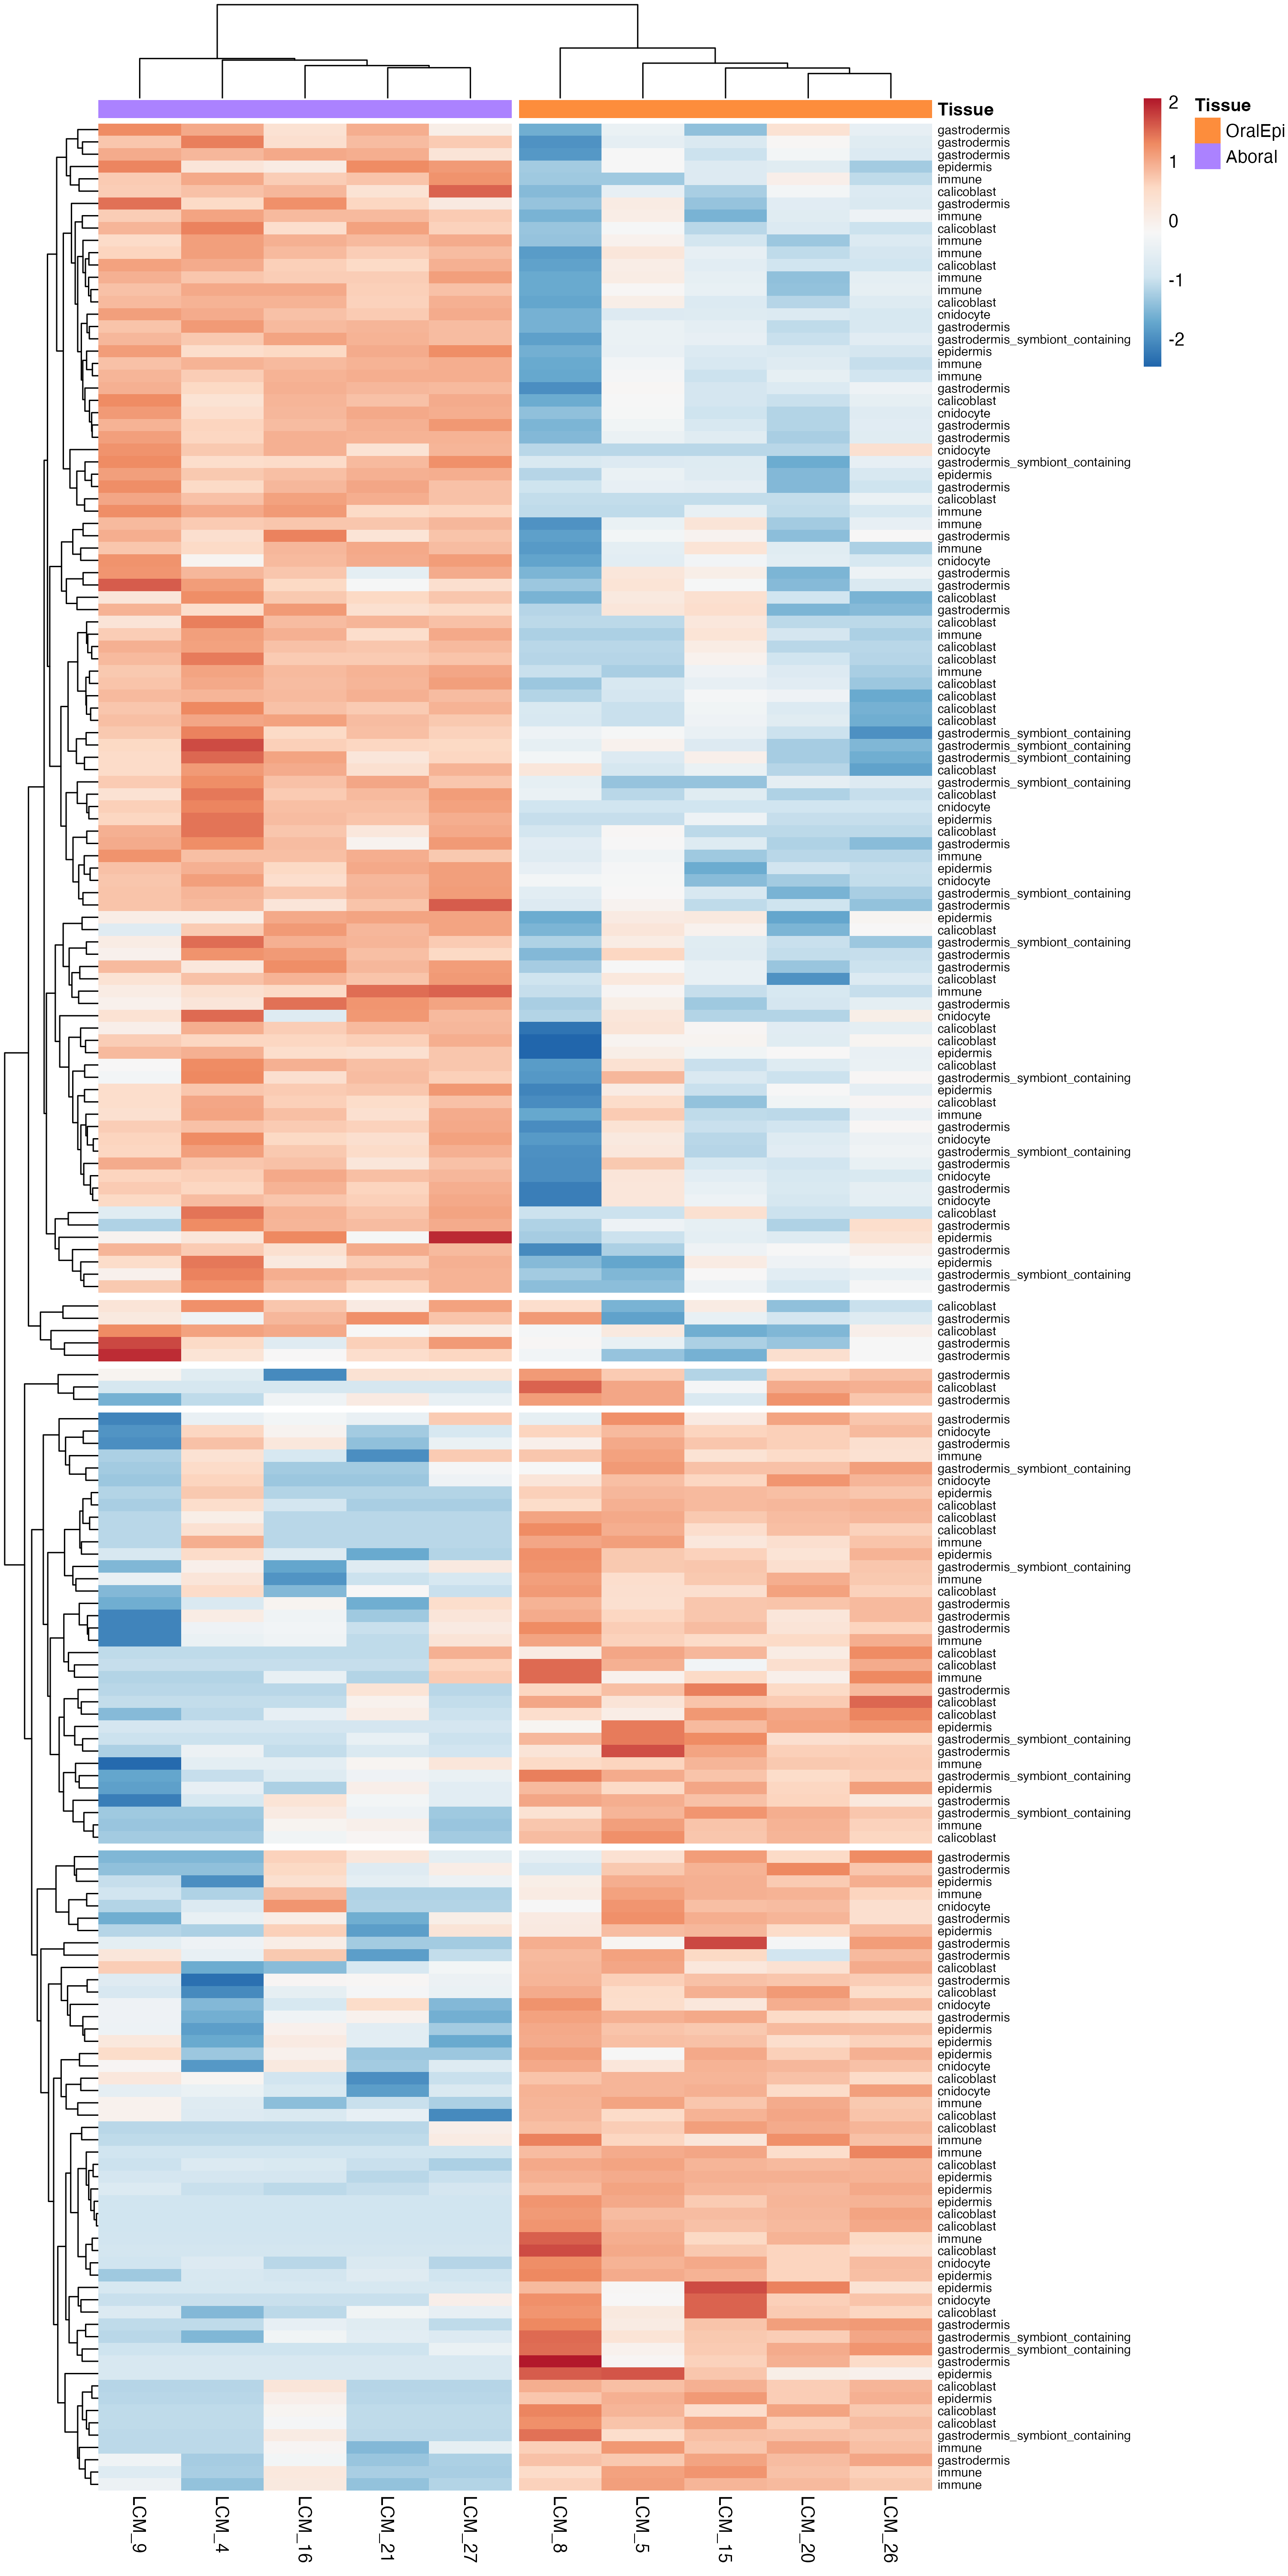 Tissue
gastrodermis
gastrodermis
gastrodermis
epidermis
immune
calicoblast
gastrodermis
immune
calicoblast
immune
immune
calicoblast
immune
immune
calicoblast
cnidocyte
gastrodermis
gastrodermis_symbiont_containing
epidermis
immune
immune
gastrodermis
calicoblast
cnidocyte
gastrodermis
gastrodermis
cnidocyte
gastrodermis_symbiont_containing
epidermis
gastrodermis
calicoblast
immune
immune
gastrodermis
immune
cnidocyte
gastrodermis
gastrodermis
calicoblast
gastrodermis
calicoblast
immune
calicoblast
calicoblast
immune
calicoblast
calicoblast
calicoblast
calicoblast
gastrodermis_symbiont_containing
gastrodermis_symbiont_containing
gastrodermis_symbiont_containing
calicoblast
gastrodermis_symbiont_containing
calicoblast
cnidocyte
epidermis
calicoblast
gastrodermis
immune
epidermis
cnidocyte
gastrodermis_symbiont_containing
gastrodermis
epidermis
calicoblast
gastrodermis_symbiont_containing
gastrodermis
gastrodermis
calicoblast
immune
gastrodermis
cnidocyte
calicoblast
calicoblast
epidermis
calicoblast
gastrodermis_symbiont_containing
epidermis
calicoblast
immune
gastrodermis
cnidocyte
gastrodermis_symbiont_containing
gastrodermis
cnidocyte
gastrodermis
cnidocyte
calicoblast
gastrodermis
epidermis
gastrodermis
epidermis
gastrodermis_symbiont_containing
gastrodermis
calicoblast
gastrodermis
calicoblast
gastrodermis
gastrodermis
gastrodermis
calicoblast
gastrodermis
gastrodermis
cnidocyte
gastrodermis
immune
gastrodermis_symbiont_containing
cnidocyte
epidermis
calicoblast
calicoblast
calicoblast
immune
epidermis
gastrodermis_symbiont_containing
immune
calicoblast
gastrodermis
gastrodermis
gastrodermis
immune
calicoblast
calicoblast
immune
gastrodermis
calicoblast
calicoblast
epidermis
gastrodermis_symbiont_containing
gastrodermis
immune
gastrodermis_symbiont_containing
epidermis
gastrodermis
gastrodermis_symbiont_containing
immune
calicoblast
gastrodermis
gastrodermis
epidermis
immune
cnidocyte
gastrodermis
epidermis
gastrodermis
gastrodermis
calicoblast
gastrodermis
calicoblast
cnidocyte
gastrodermis
epidermis
epidermis
epidermis
cnidocyte
calicoblast
cnidocyte
immune
calicoblast
calicoblast
immune
immune
calicoblast
epidermis
epidermis
epidermis
calicoblast
calicoblast
immune
calicoblast
cnidocyte
epidermis
epidermis
cnidocyte
calicoblast
gastrodermis
gastrodermis_symbiont_containing
gastrodermis_symbiont_containing
gastrodermis
epidermis
calicoblast
epidermis
calicoblast
calicoblast
gastrodermis_symbiont_containing
immune
gastrodermis
immune
immune
LCM_9
LCM_4
LCM_16
LCM_21
LCM_27
LCM_8
LCM_5
LCM_15
LCM_20
LCM_26
2
1
0
-1
-2
Tissue
OralEpi
Aboral